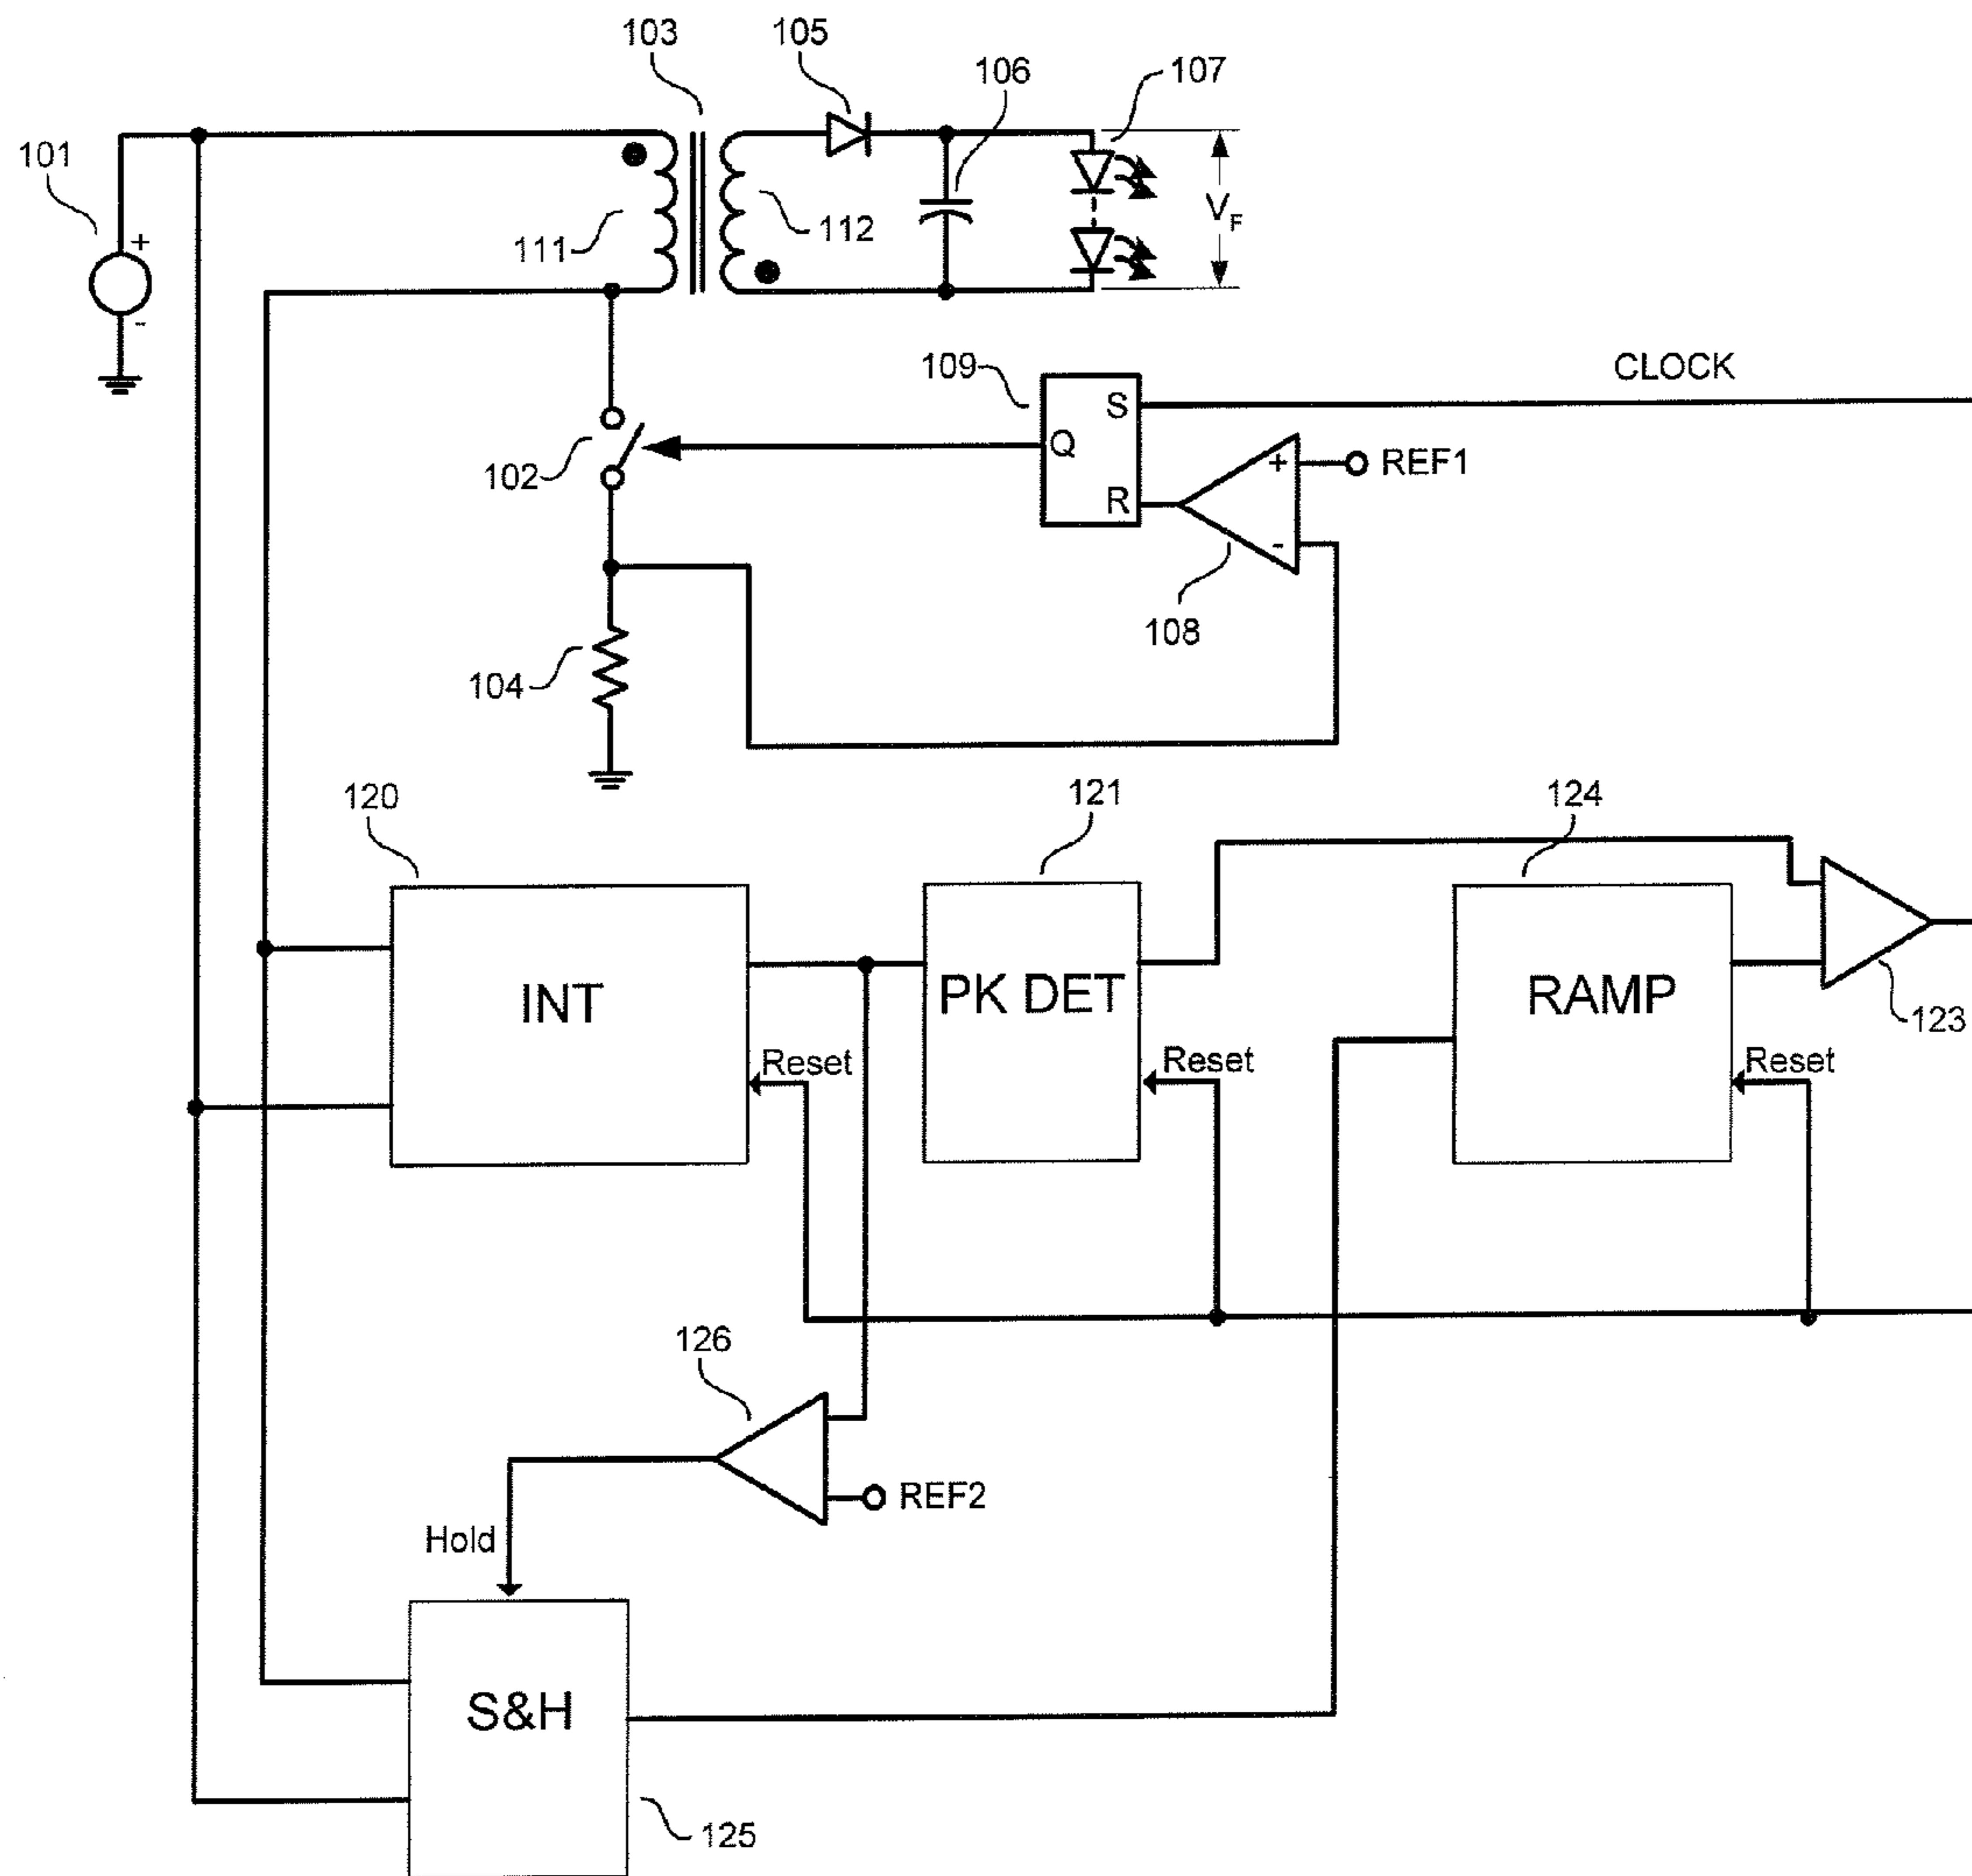 103
105
106
107
101
+
-
111
112
V_F
109
CLOCK
S
Q
R
+
-
REF1
102
108
104
120
121
124
INT
PK DET
RAMP
123
Reset
Reset
Reset
126
REF2
Hold
S&H
125